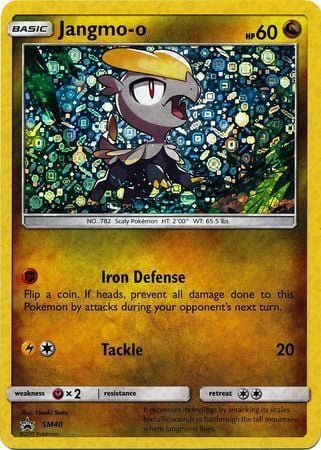 BASIC
Jangmo-o
HP60
NO. 782 Scaly Pokémon HT: 2'00" WT: 65.5 lbs.
Iron Defense
Flip a coin. If heads, prevent all damage done to this
Pokémon by attacks during your opponent's next turn.
Tackle 20
weakness ×2 resistance retreat
Illus. Naoki Saito
SM40
©2017 Pokémon
It expresses its feelings by smacking its scales.
Metallic sounds echo through the tall mountains
where Jangmo-o lives.